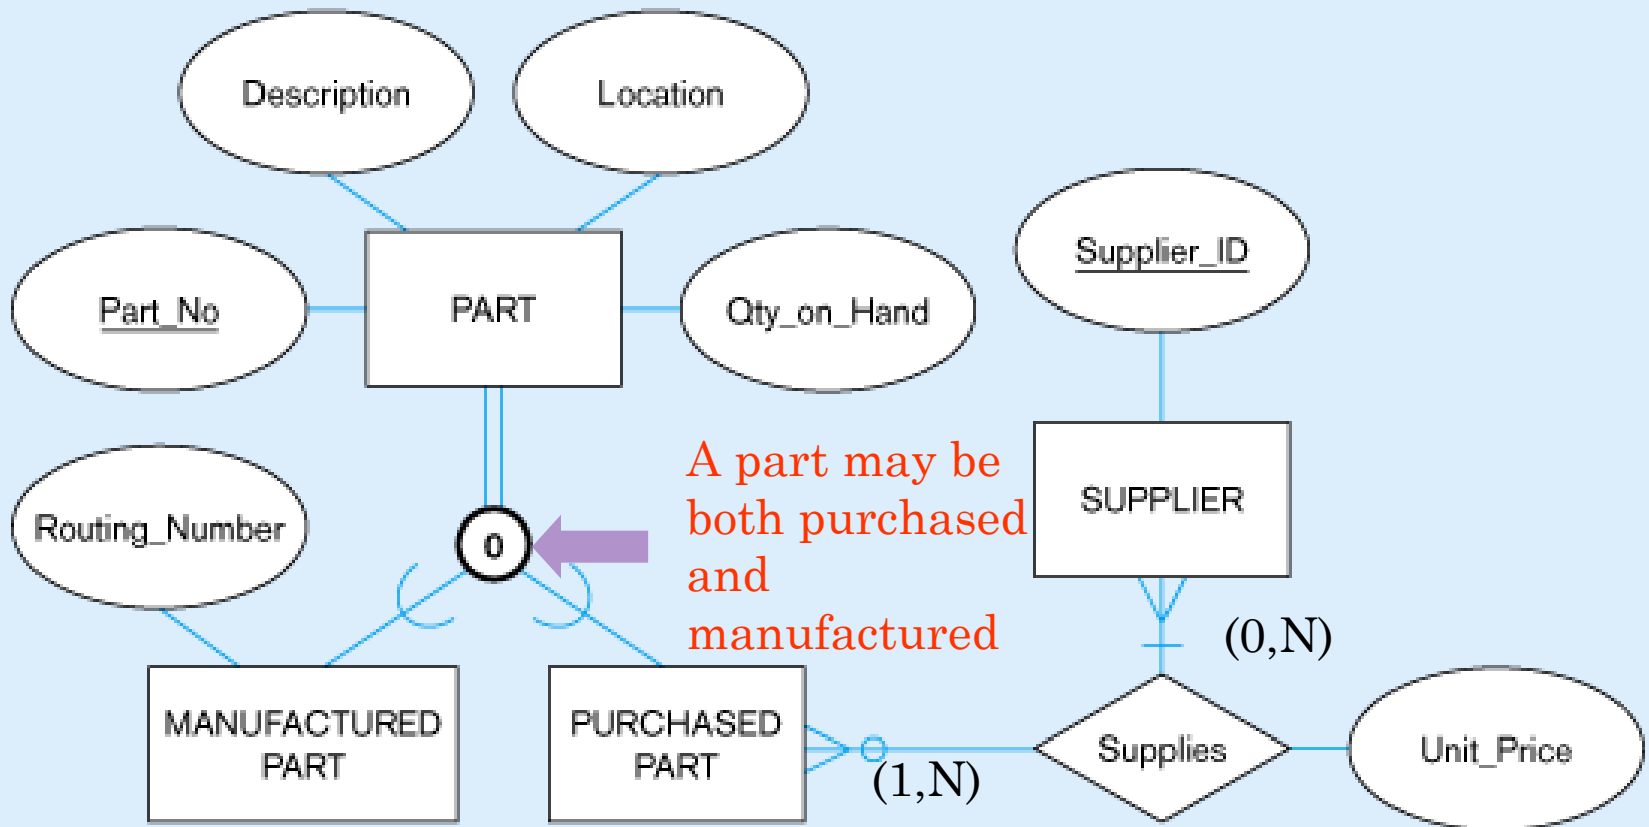 Description
Location
Part_No
PART
Qty_on_Hand
Supplier_ID
Routing_Number
0
A part may be
both purchased
and
manufactured
SUPPLIER
(0,N)
MANUFACTURED
PART
PURCHASED
PART
(1,N)
Supplies
Unit_Price